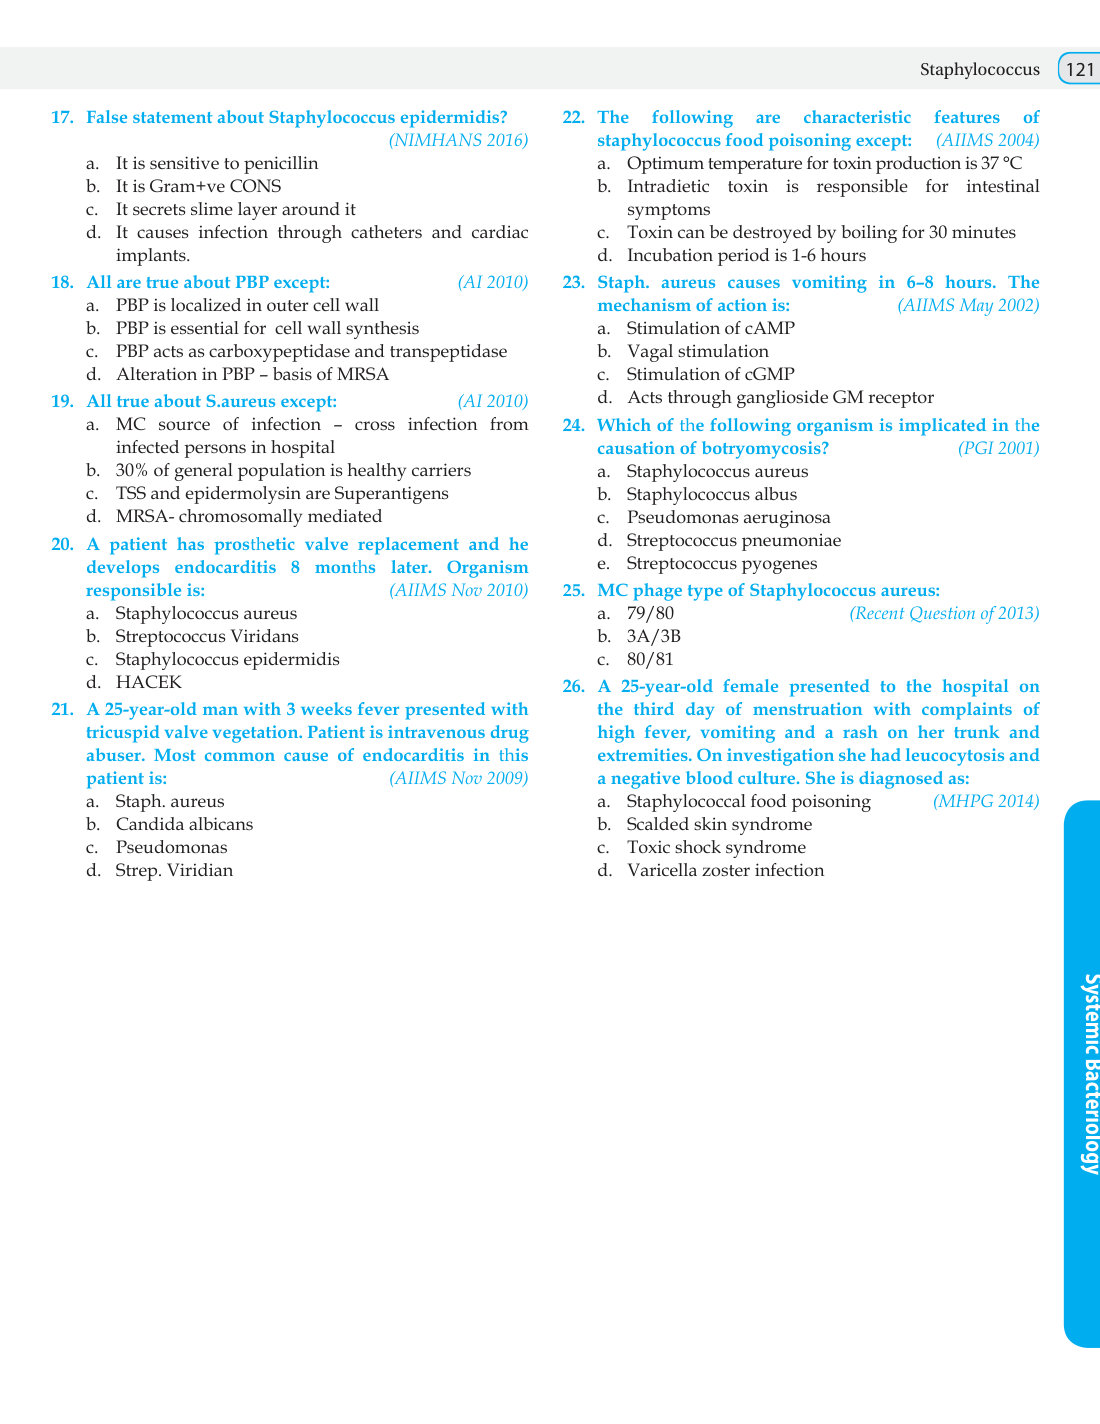 Staphylococcus 121
17. False statement about Staphylococcus epidermidis?
(NIMHANS 2016)
a. It is sensitive to penicillin
b. It is Gram+ve CONS
c. It secrets slime layer around it
d. It causes infection through catheters and cardiac
implants.
18. All are true about PBP except: (AI 2010)
a. PBP is localized in outer cell wall
b. PBP is essential for cell wall synthesis
c. PBP acts as carboxypeptidase and transpeptidase
d. Alteration in PBP – basis of MRSA
19. All true about S.aureus except: (AI 2010)
a. MC source of infection – cross infection from
infected persons in hospital
b. 30% of general population is healthy carriers
c. TSS and epidermolysin are Superantigens
d. MRSA- chromosomally mediated
20. A patient has prosthetic valve replacement and he
develops endocarditis 8 months later. Organism
responsible is: (AIIMS Nov 2010)
a. Staphylococcus aureus
b. Streptococcus Viridans
c. Staphylococcus epidermidis
d. HACEK
21. A 25-year-old man with 3 weeks fever presented with
tricuspid valve vegetation. Patient is intravenous drug
abuser. Most common cause of endocarditis in this
patient is: (AIIMS Nov 2009)
a. Staph. aureus
b. Candida albicans
c. Pseudomonas
d. Strep. Viridian
22. The following are characteristic features of
staphylococcus food poisoning except: (AIIMS 2004)
a. Optimum temperature for toxin production is 37 °C
b. Intradietic toxin is responsible for intestinal
symptoms
c. Toxin can be destroyed by boiling for 30 minutes
d. Incubation period is 1-6 hours
23. Staph. aureus causes vomiting in 6–8 hours. The
mechanism of action is: (AIIMS May 2002)
a. Stimulation of cAMP
b. Vagal stimulation
c. Stimulation of cGMP
d. Acts through ganglioside GM receptor
24. Which of the following organism is implicated in the
causation of botryomycosis? (PGI 2001)
a. Staphylococcus aureus
b. Staphylococcus albus
c. Pseudomonas aeruginosa
d. Streptococcus pneumoniae
e. Streptococcus pyogenes
25. MC phage type of Staphylococcus aureus:
a. 79/80 (Recent Question of 2013)
b. 3A/3B
c. 80/81
26. A 25-year-old female presented to the hospital on
the third day of menstruation with complaints of
high fever, vomiting and a rash on her trunk and
extremities. On investigation she had leucocytosis and
a negative blood culture. She is diagnosed as:
a. Staphylococcal food poisoning (MHPG 2014)
b. Scalded skin syndrome
c. Toxic shock syndrome
d. Varicella zoster infection
Systemic Bacteriology